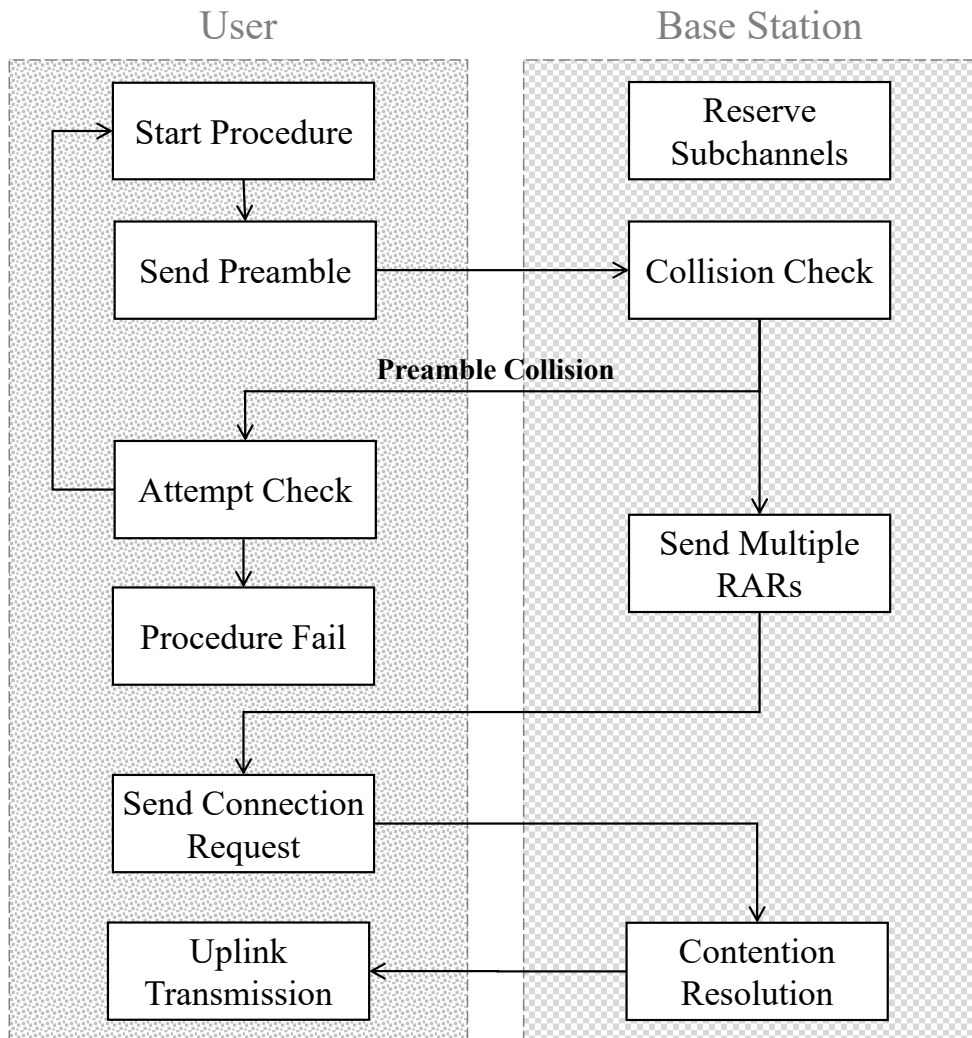 User
Base Station
Start Procedure
Reserve
Subchannels
Send Preamble
Collision Check
Preamble Collision
Attempt Check
Send Multiple
RARs
Procedure Fail
Send Connection
Request
Uplink
Transmission
Contention
Resolution